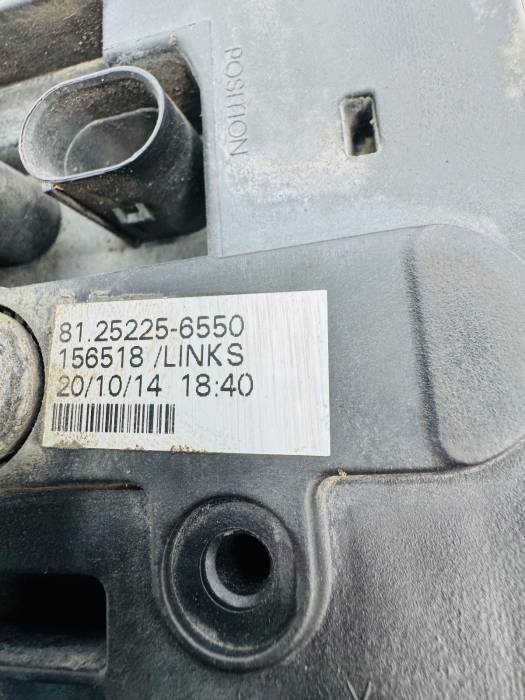 POSITION
81.25225-6550
156518 /LINKS
20/10/14 18:40